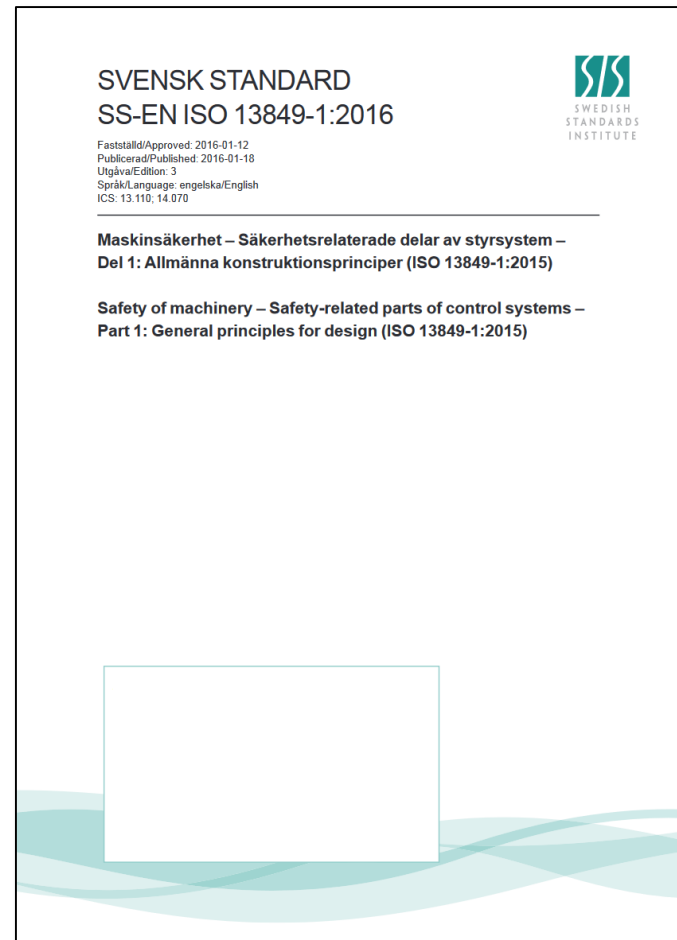 SVENSK STANDARD
SS-EN ISO 13849-1:2016
SIS
SWEDISH
STANDARDS
INSTITUTE
Fastställd/Approved: 2016-01-12
Publicerad/Published: 2016-01-18
Utgåva/Edition: 3
Språk/Language: engelska/English
ICS: 13.110; 14.070
Maskinsäkerhet – Säkerhetsrelaterade delar av styrsystem –
Del 1: Allmänna konstruktionsprinciper (ISO 13849-1:2015)
Safety of machinery – Safety-related parts of control systems –
Part 1: General principles for design (ISO 13849-1:2015)